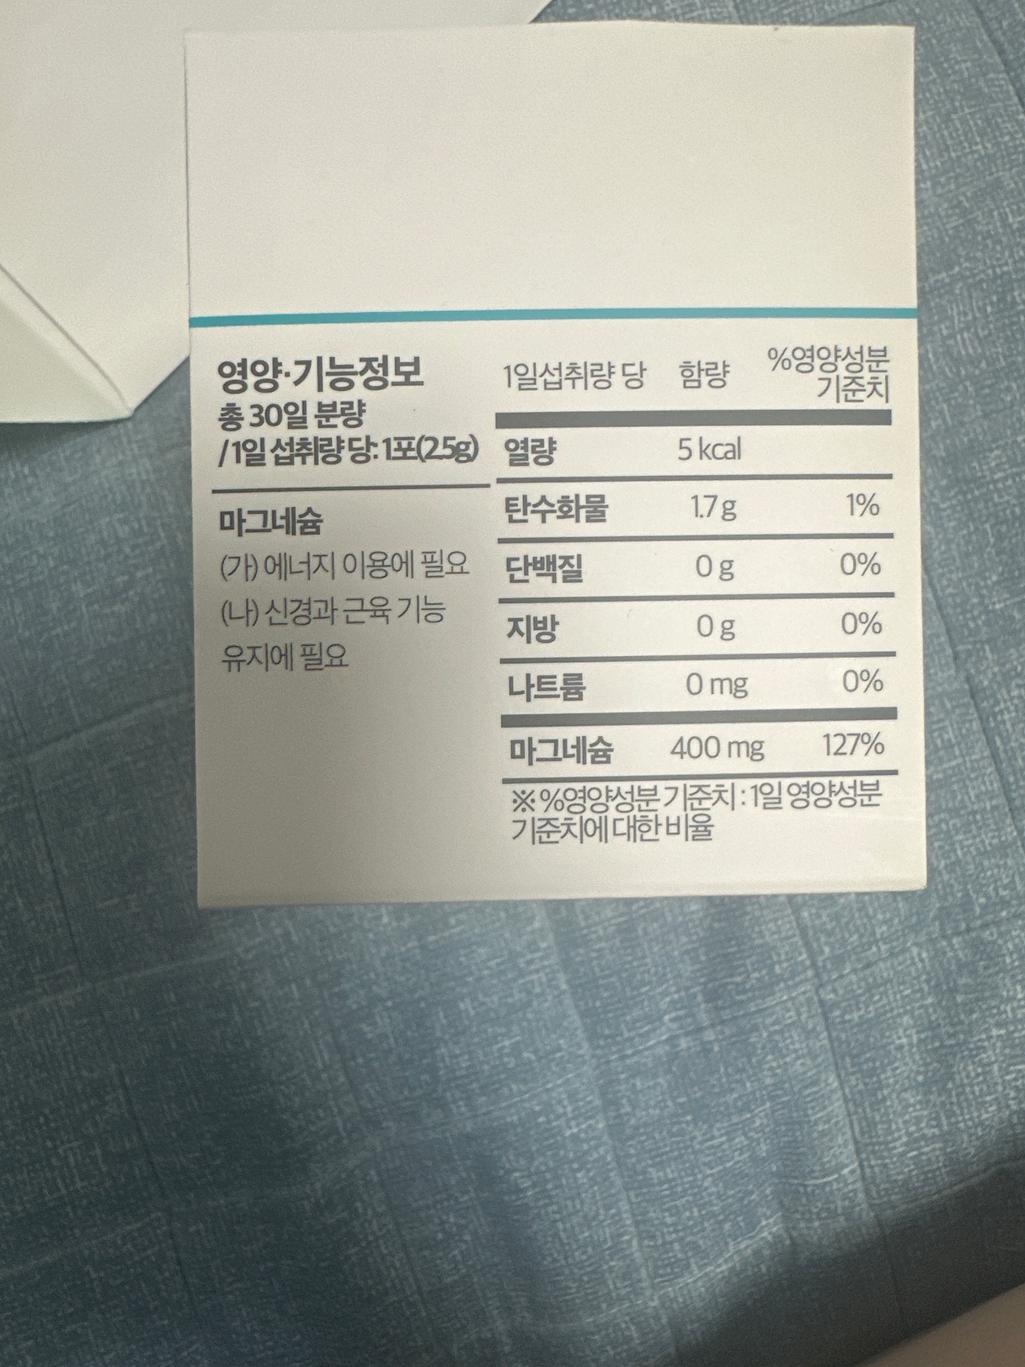 영양·기능정보
총 30일 분량
/ 1일 섭취량 당: 1포(2.5g)
마그네슘
(가) 에너지 이용에 필요
(나) 신경과 근육 기능
유지에 필요
1일섭취량 당 함량 %영양성분
기준치
열량 5 kcal
탄수화물 1.7 g 1%
단백질 0 g 0%
지방 0 g 0%
나트륨 0 mg 0%
마그네슘 400 mg 127%
※ %영양성분 기준치 : 1일 영양성분
기준치에 대한 비율